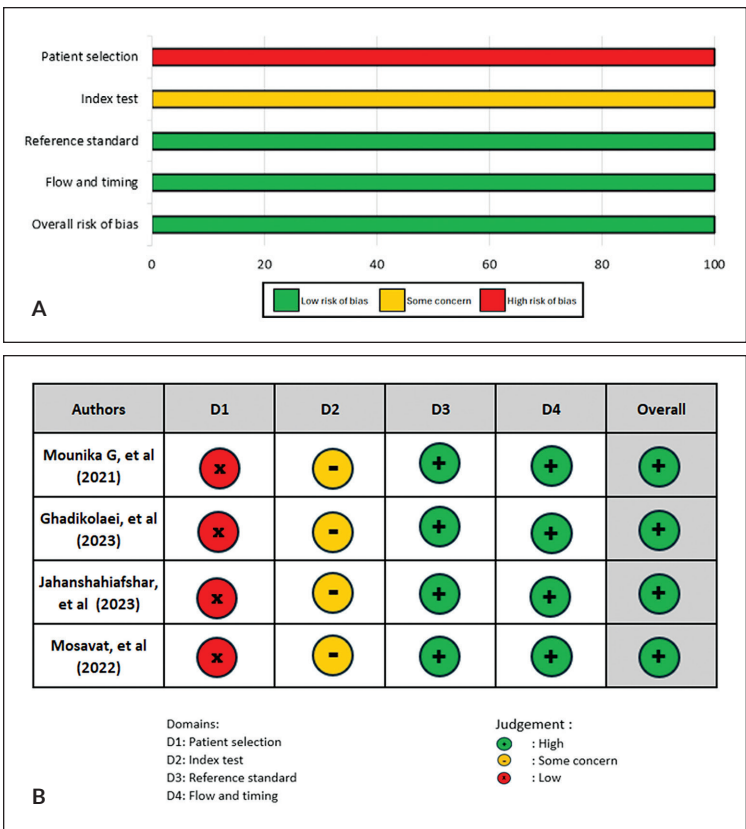 Patient selection
Index test
Reference standard
Flow and timing
Overall risk of bias
0 20 40 60 80 100
Low risk of bias Some concern High risk of bias
A
Authors D1 D2 D3 D4 Overall
Mounika G, et al
(2021)
x - + + +
Ghadikolaei, et al
(2023)
x - + + +
Jahanshahiafshar,
et al (2023)
x - + + +
Mosavat, et al
(2022)
x - + + +
Domains:
D1: Patient selection
D2: Index test
D3: Reference standard
D4: Flow and timing
Judgement :
+ : High
- : Some concern
x : Low
B